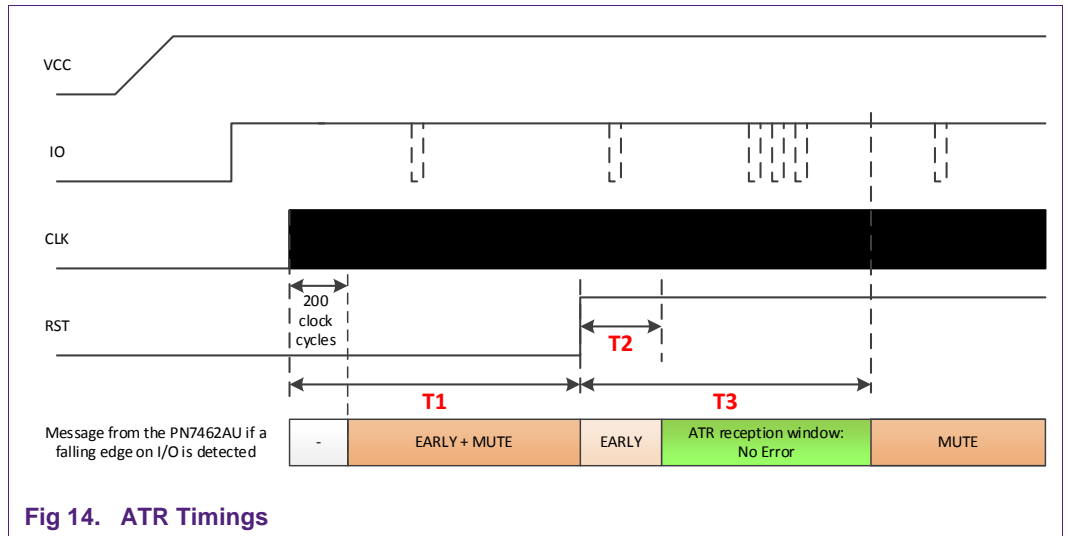 VCC
IO
CLK
200
clock
cycles
RST
T2
T1
T3
Message from the PN7462AU if a
falling edge on I/O is detected
-
EARLY + MUTE
EARLY
ATR reception window:
No Error
MUTE
Fig 14. ATR Timings